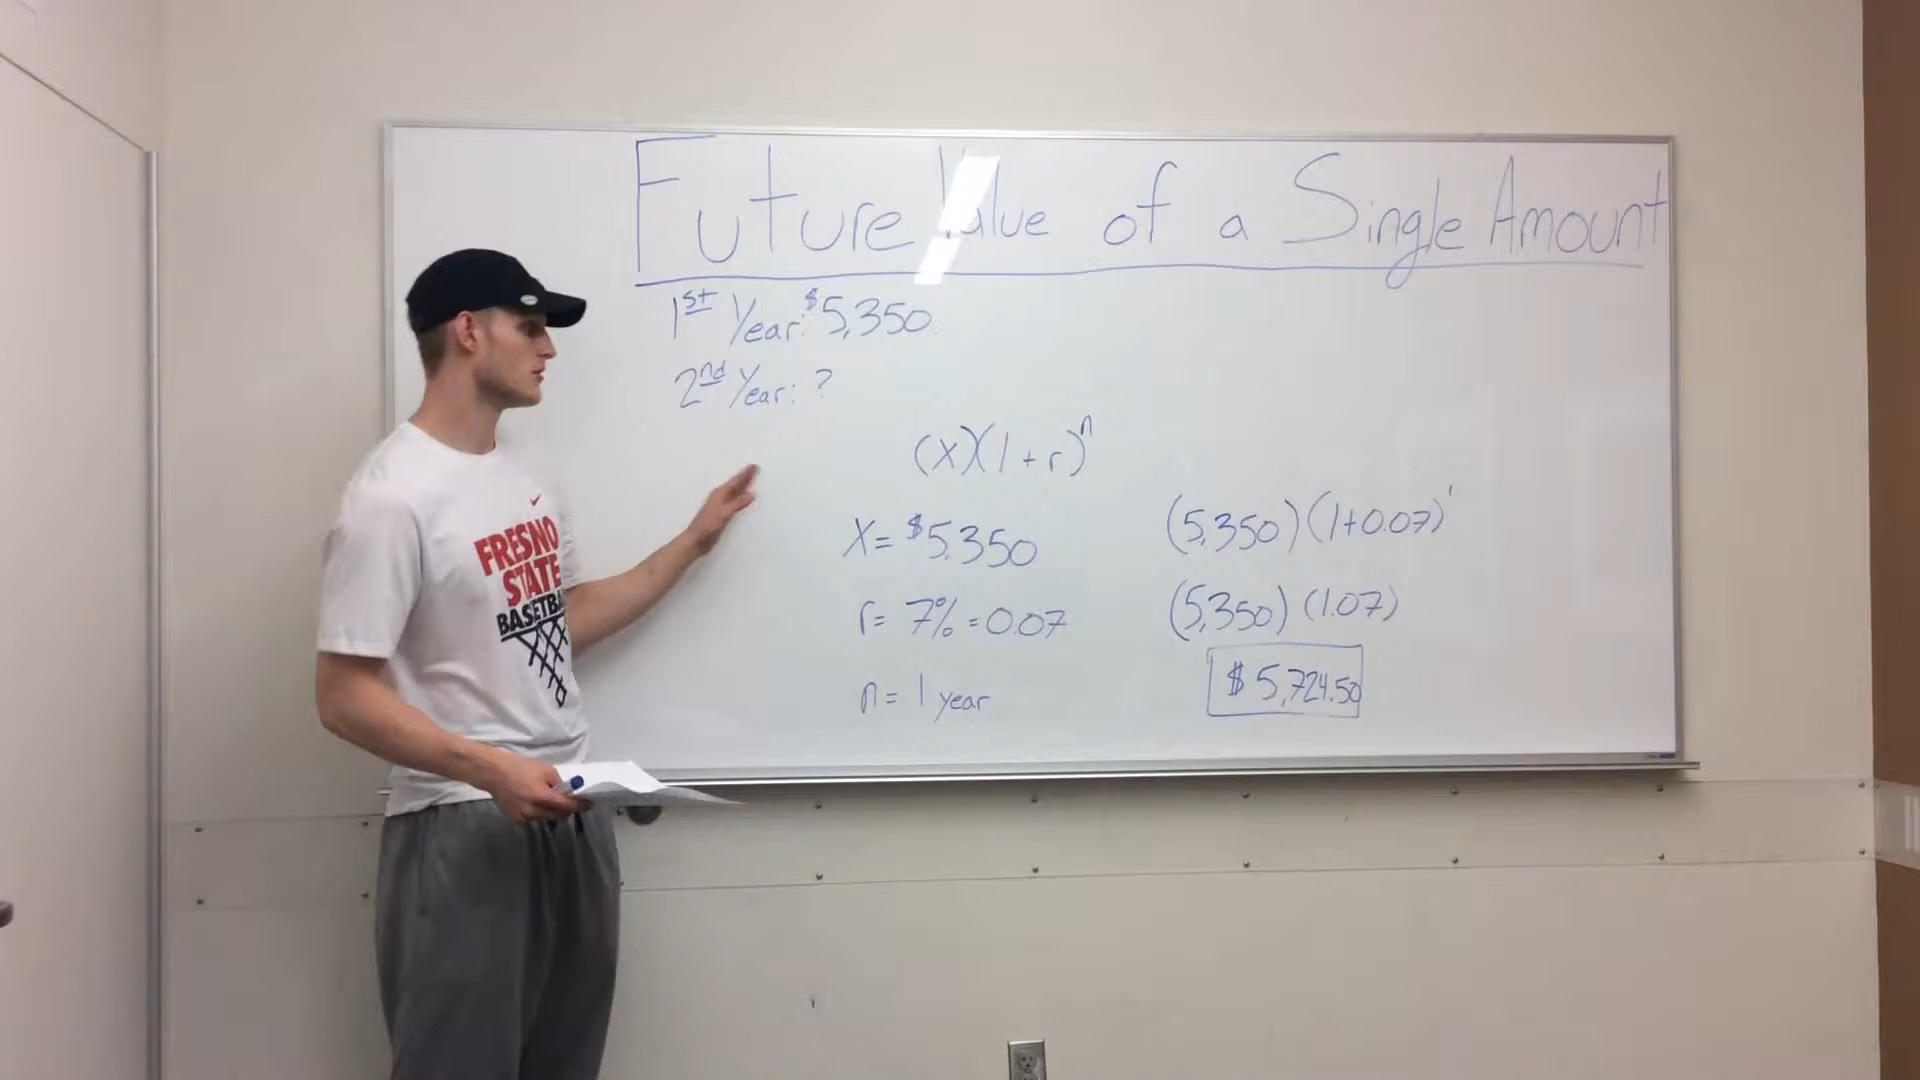 Future Value of a Single Amount
1st Year: $5,350
2nd Year: ?
(x)(1+r)^n
X = $5,350
r = 7% = 0.07
n = 1 year
(5,350)(1+0.07)^1
(5,350)(1.07)
$5,724.50
FRESNO
STATE